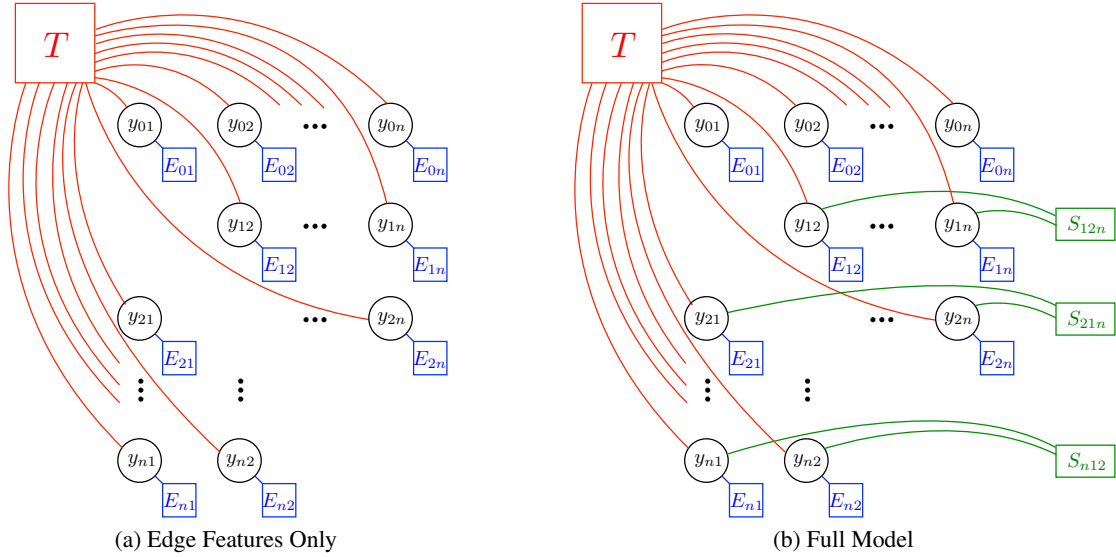 T T
y01 y02 ... y0n y01 y02 ... y0n
E01 E02 E0n E01 E02 E0n
y12 ... y1n y12 ... y1n S12n
E12 E1n E12 E1n
y21 ... y2n y21 ... y2n S21n
E21 E2n E21 E2n
yn1 yn2 yn1 yn2 Sn12
En1 En2 En1 En2
(a) Edge Features Only (b) Full Model